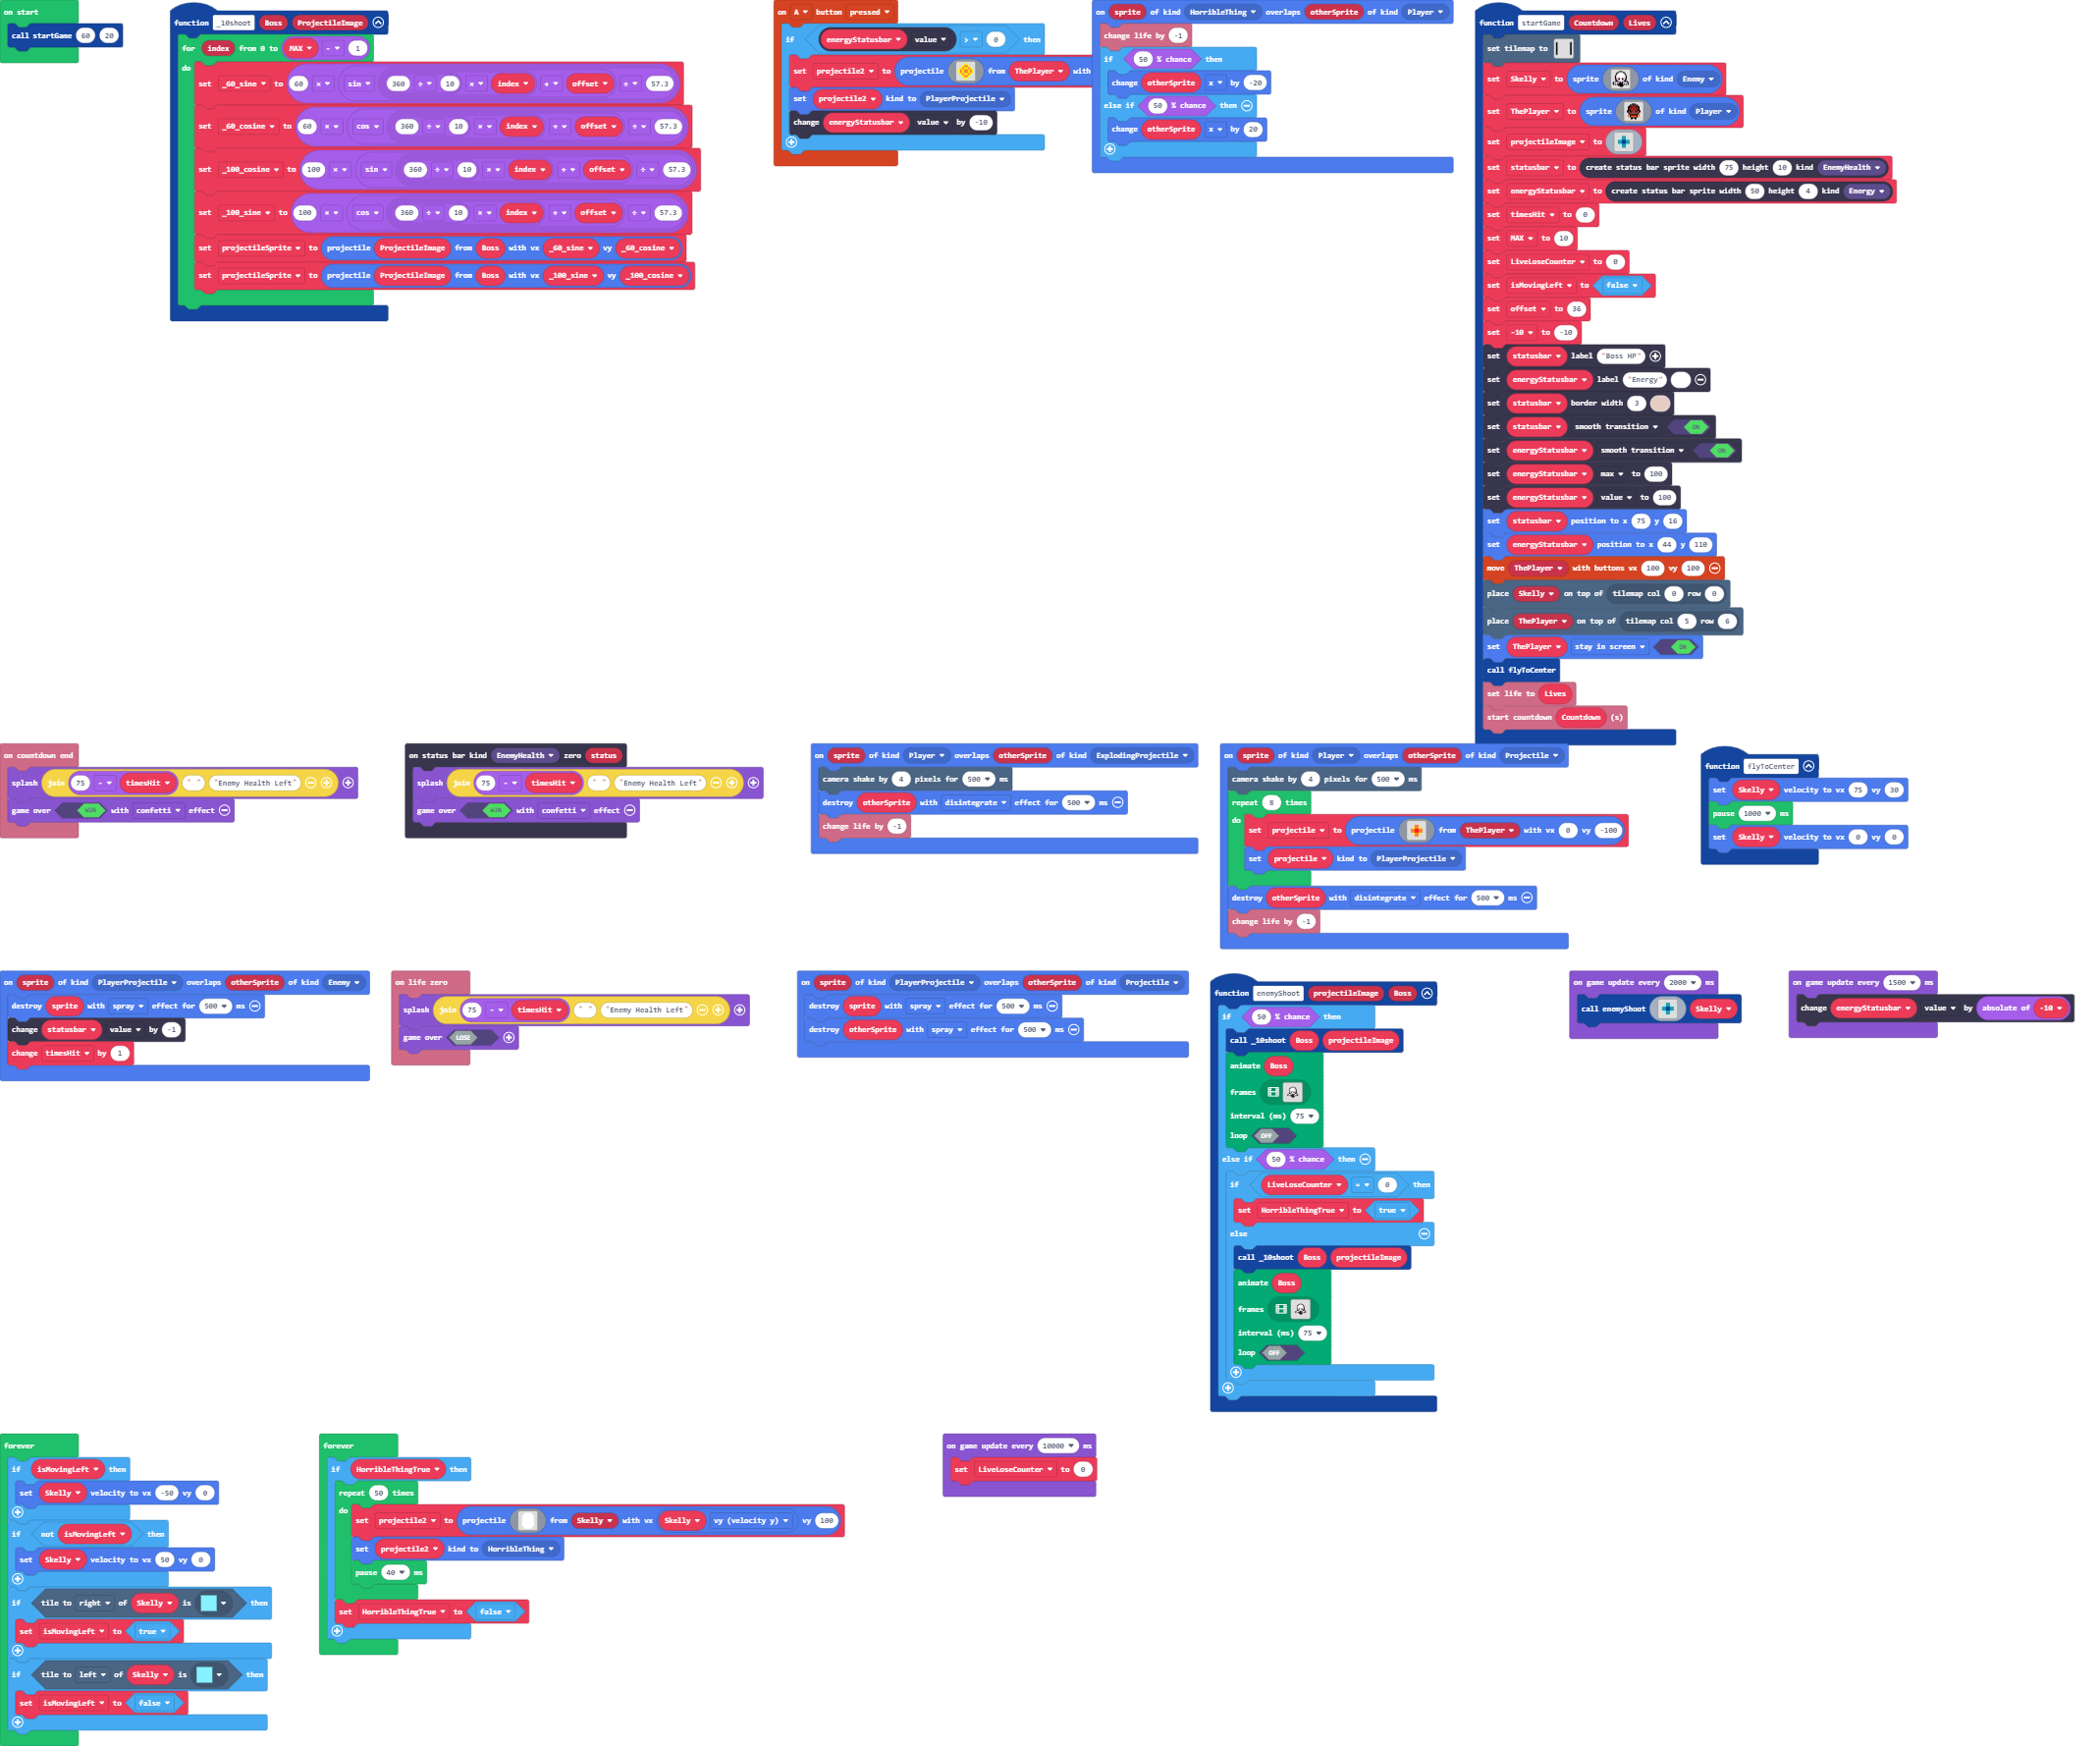 on start
call startGame 60 20
function _10shoot Boss ProjectileImage
for index from 0 to MAX - 1
do
set _60_sine to 60 × sin 360 ÷ 10 × index + offset ÷ 57.3
set _60_cosine to 60 × cos 360 ÷ 10 × index + offset ÷ 57.3
set _100_cosine to 100 × sin 360 ÷ 10 × index + offset ÷ 57.3
set _100_sine to 100 × cos 360 ÷ 10 × index + offset ÷ 57.3
set projectileSprite to projectile ProjectileImage from Boss with vx _60_sine vy _60_cosine
set projectileSprite to projectile ProjectileImage from Boss with vx _100_sine vy _100_cosine
on A button pressed
if energyStatusbar value > 0 then
set projectile2 to projectile from ThePlayer with
set projectile2 kind to PlayerProjectile
change energyStatusbar value by -10
on sprite of kind HorribleThing overlaps otherSprite of kind Player
change life by -1
if 50 % chance then
change otherSprite x by -20
else if 50 % chance then
change otherSprite x by 20
function startGame Countdown Lives
set tilemap to
set Skelly to sprite of kind Enemy
set ThePlayer to sprite of kind Player
set projectileImage to
set statusbar to create status bar sprite width 75 height 10 kind EnemyHealth
set energyStatusbar to create status bar sprite width 50 height 4 kind Energy
set timesHit to 0
set MAX to 10
set LiveLoseCounter to 0
set isMovingLeft to false
set offset to 36
set -10 to -10
set statusbar label "Boss HP"
set energyStatusbar label "Energy"
set statusbar border width 3
set statusbar smooth transition ON
set energyStatusbar smooth transition ON
set energyStatusbar max to 100
set energyStatusbar value to 100
set statusbar position to x 75 y 16
set energyStatusbar position to x 44 y 110
move ThePlayer with buttons vx 100 vy 100
place Skelly on top of tilemap col 0 row 0
place ThePlayer on top of tilemap col 5 row 6
set ThePlayer stay in screen ON
call flyToCenter
set life to Lives
start countdown Countdown (s)
on countdown end
splash join 75 - timesHit " " "Enemy Health Left"
game over WIN with confetti effect
on status bar kind EnemyHealth zero status
splash join 75 - timesHit " " "Enemy Health Left"
game over WIN with confetti effect
on sprite of kind Player overlaps otherSprite of kind ExplodingProjectile
camera shake by 4 pixels for 500 ms
destroy otherSprite with disintegrate effect for 500 ms
change life by -1
on sprite of kind Player overlaps otherSprite of kind Projectile
camera shake by 4 pixels for 500 ms
repeat 8 times
do
set projectile to projectile from ThePlayer with vx 0 vy -100
set projectile kind to PlayerProjectile
destroy otherSprite with disintegrate effect for 500 ms
change life by -1
function flyToCenter
set Skelly velocity to vx 75 vy 30
pause 1000 ms
set Skelly velocity to vx 0 vy 0
on sprite of kind PlayerProjectile overlaps otherSprite of kind Enemy
destroy sprite with spray effect for 500 ms
change statusbar value by -1
change timesHit by 1
on life zero
splash join 75 - timesHit " " "Enemy Health Left"
game over LOSE
on sprite of kind PlayerProjectile overlaps otherSprite of kind Projectile
destroy sprite with spray effect for 500 ms
destroy otherSprite with spray effect for 500 ms
function enemyShoot projectileImage Boss
if 50 % chance then
call _10shoot Boss projectileImage
animate Boss
frames
interval (ms) 75
loop OFF
else if 50 % chance then
if LiveLoseCounter = 0 then
set HorribleThingTrue to true
else
call _10shoot Boss projectileImage
animate Boss
frames
interval (ms) 75
loop OFF
on game update every 2000 ms
call enemyShoot Skelly
on game update every 1500 ms
change energyStatusbar value by absolute of -10
forever
if isMovingLeft then
set Skelly velocity to vx -50 vy 0
if not isMovingLeft then
set Skelly velocity to vx 50 vy 0
if tile to right of Skelly is then
set isMovingLeft to true
if tile to left of Skelly is then
set isMovingLeft to false
forever
if HorribleThingTrue then
repeat 50 times
do
set projectile2 to projectile from Skelly with vx Skelly vy (velocity y) vy 100
set projectile2 kind to HorribleThing
pause 40 ms
set HorribleThingTrue to false
on game update every 10000 ms
set LiveLoseCounter to 0